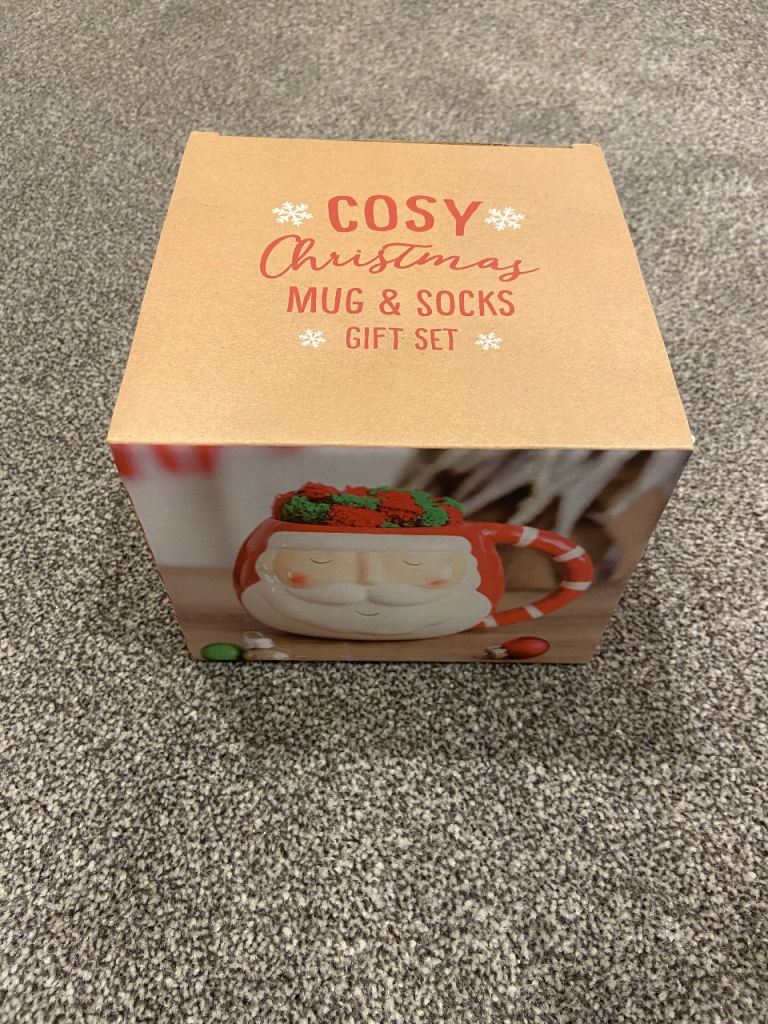 COSY
Christmas
MUG & SOCKS
GIFT SET